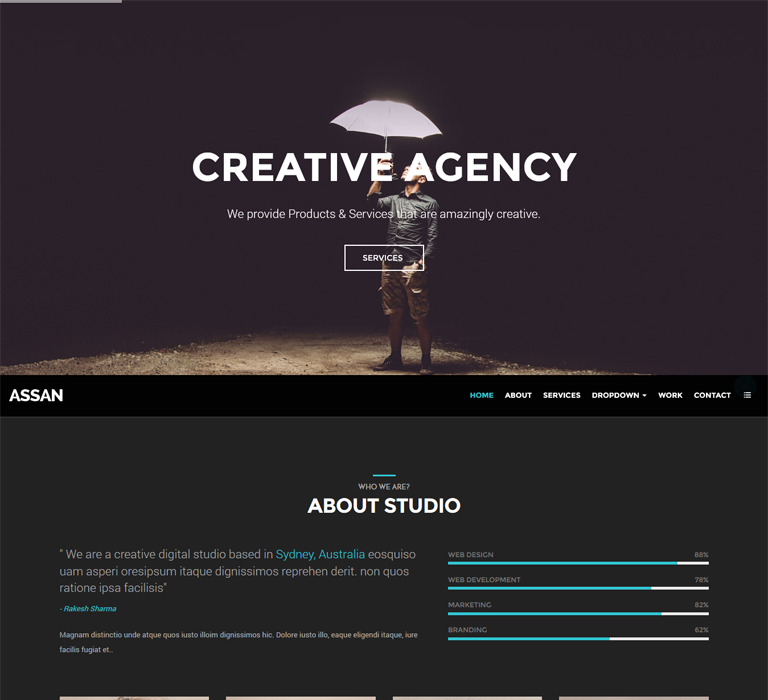 CREATIVE AGENCY
We provide Products & Services that are amazingly creative.
SERVICES
ASSAN
HOME ABOUT SERVICES DROPDOWN WORK CONTACT
WHO WE ARE?
ABOUT STUDIO
" We are a creative digital studio based in Sydney, Australia eosquiso
uam asperi oresipsum itaque dignissimos reprehen derit. non quos
ratione ipsa facilisis"
- Rakesh Sharma
Magnam distinctio unde atque quos iusto illoim dignissimos hic. Dolore iusto illo, eaque eligendi itaque, iure
facilis fugiat et..
WEB DESIGN 88%
WEB DEVELOPMENT 78%
MARKETING 82%
BRANDING 62%